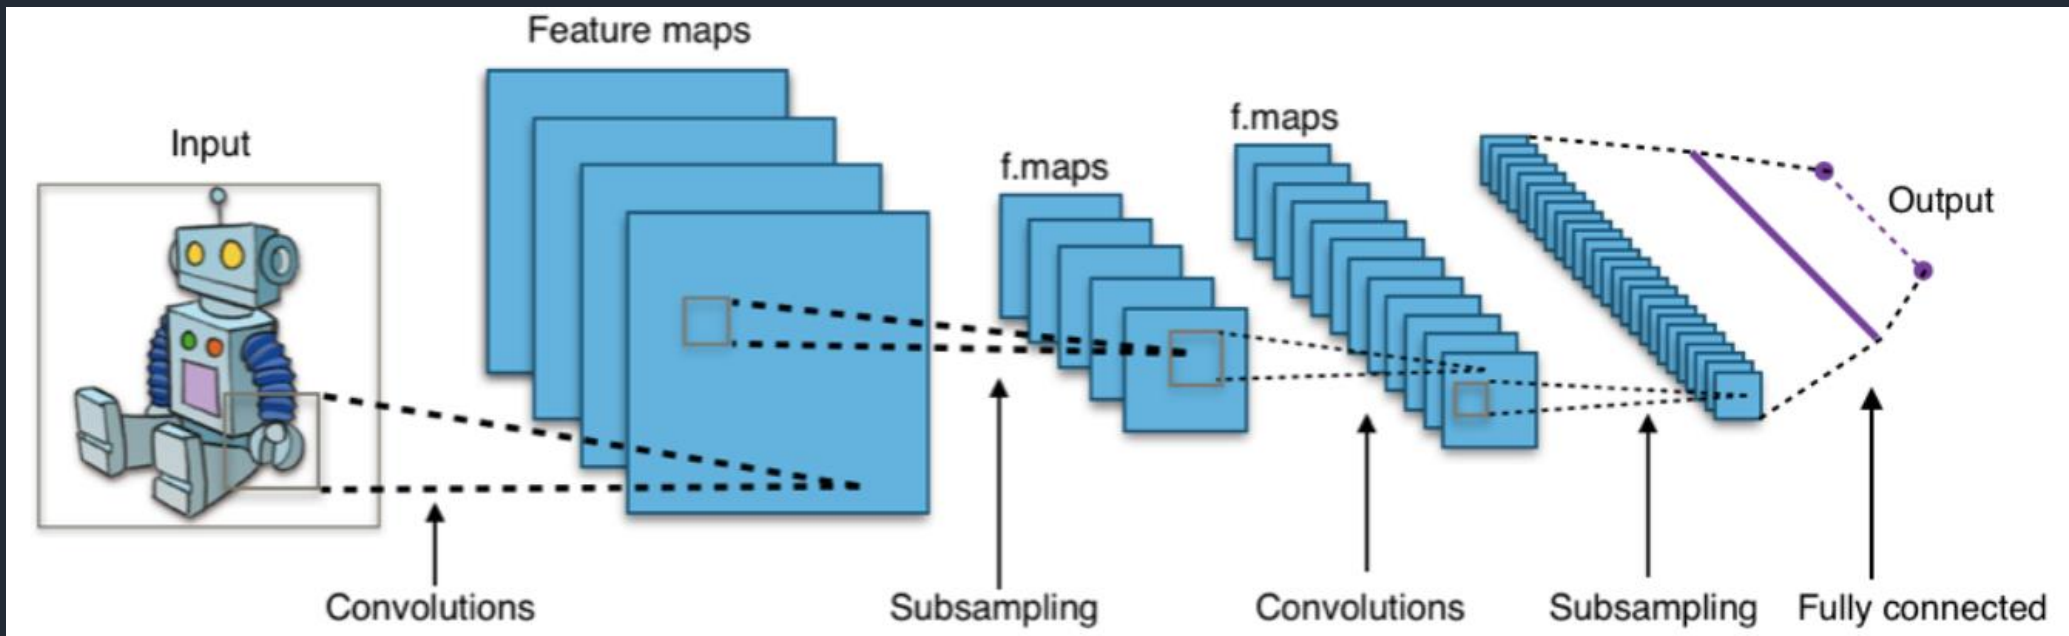 Feature maps
Input
f.maps
f.maps
Output
Convolutions
Subsampling
Convolutions
Subsampling
Fully connected